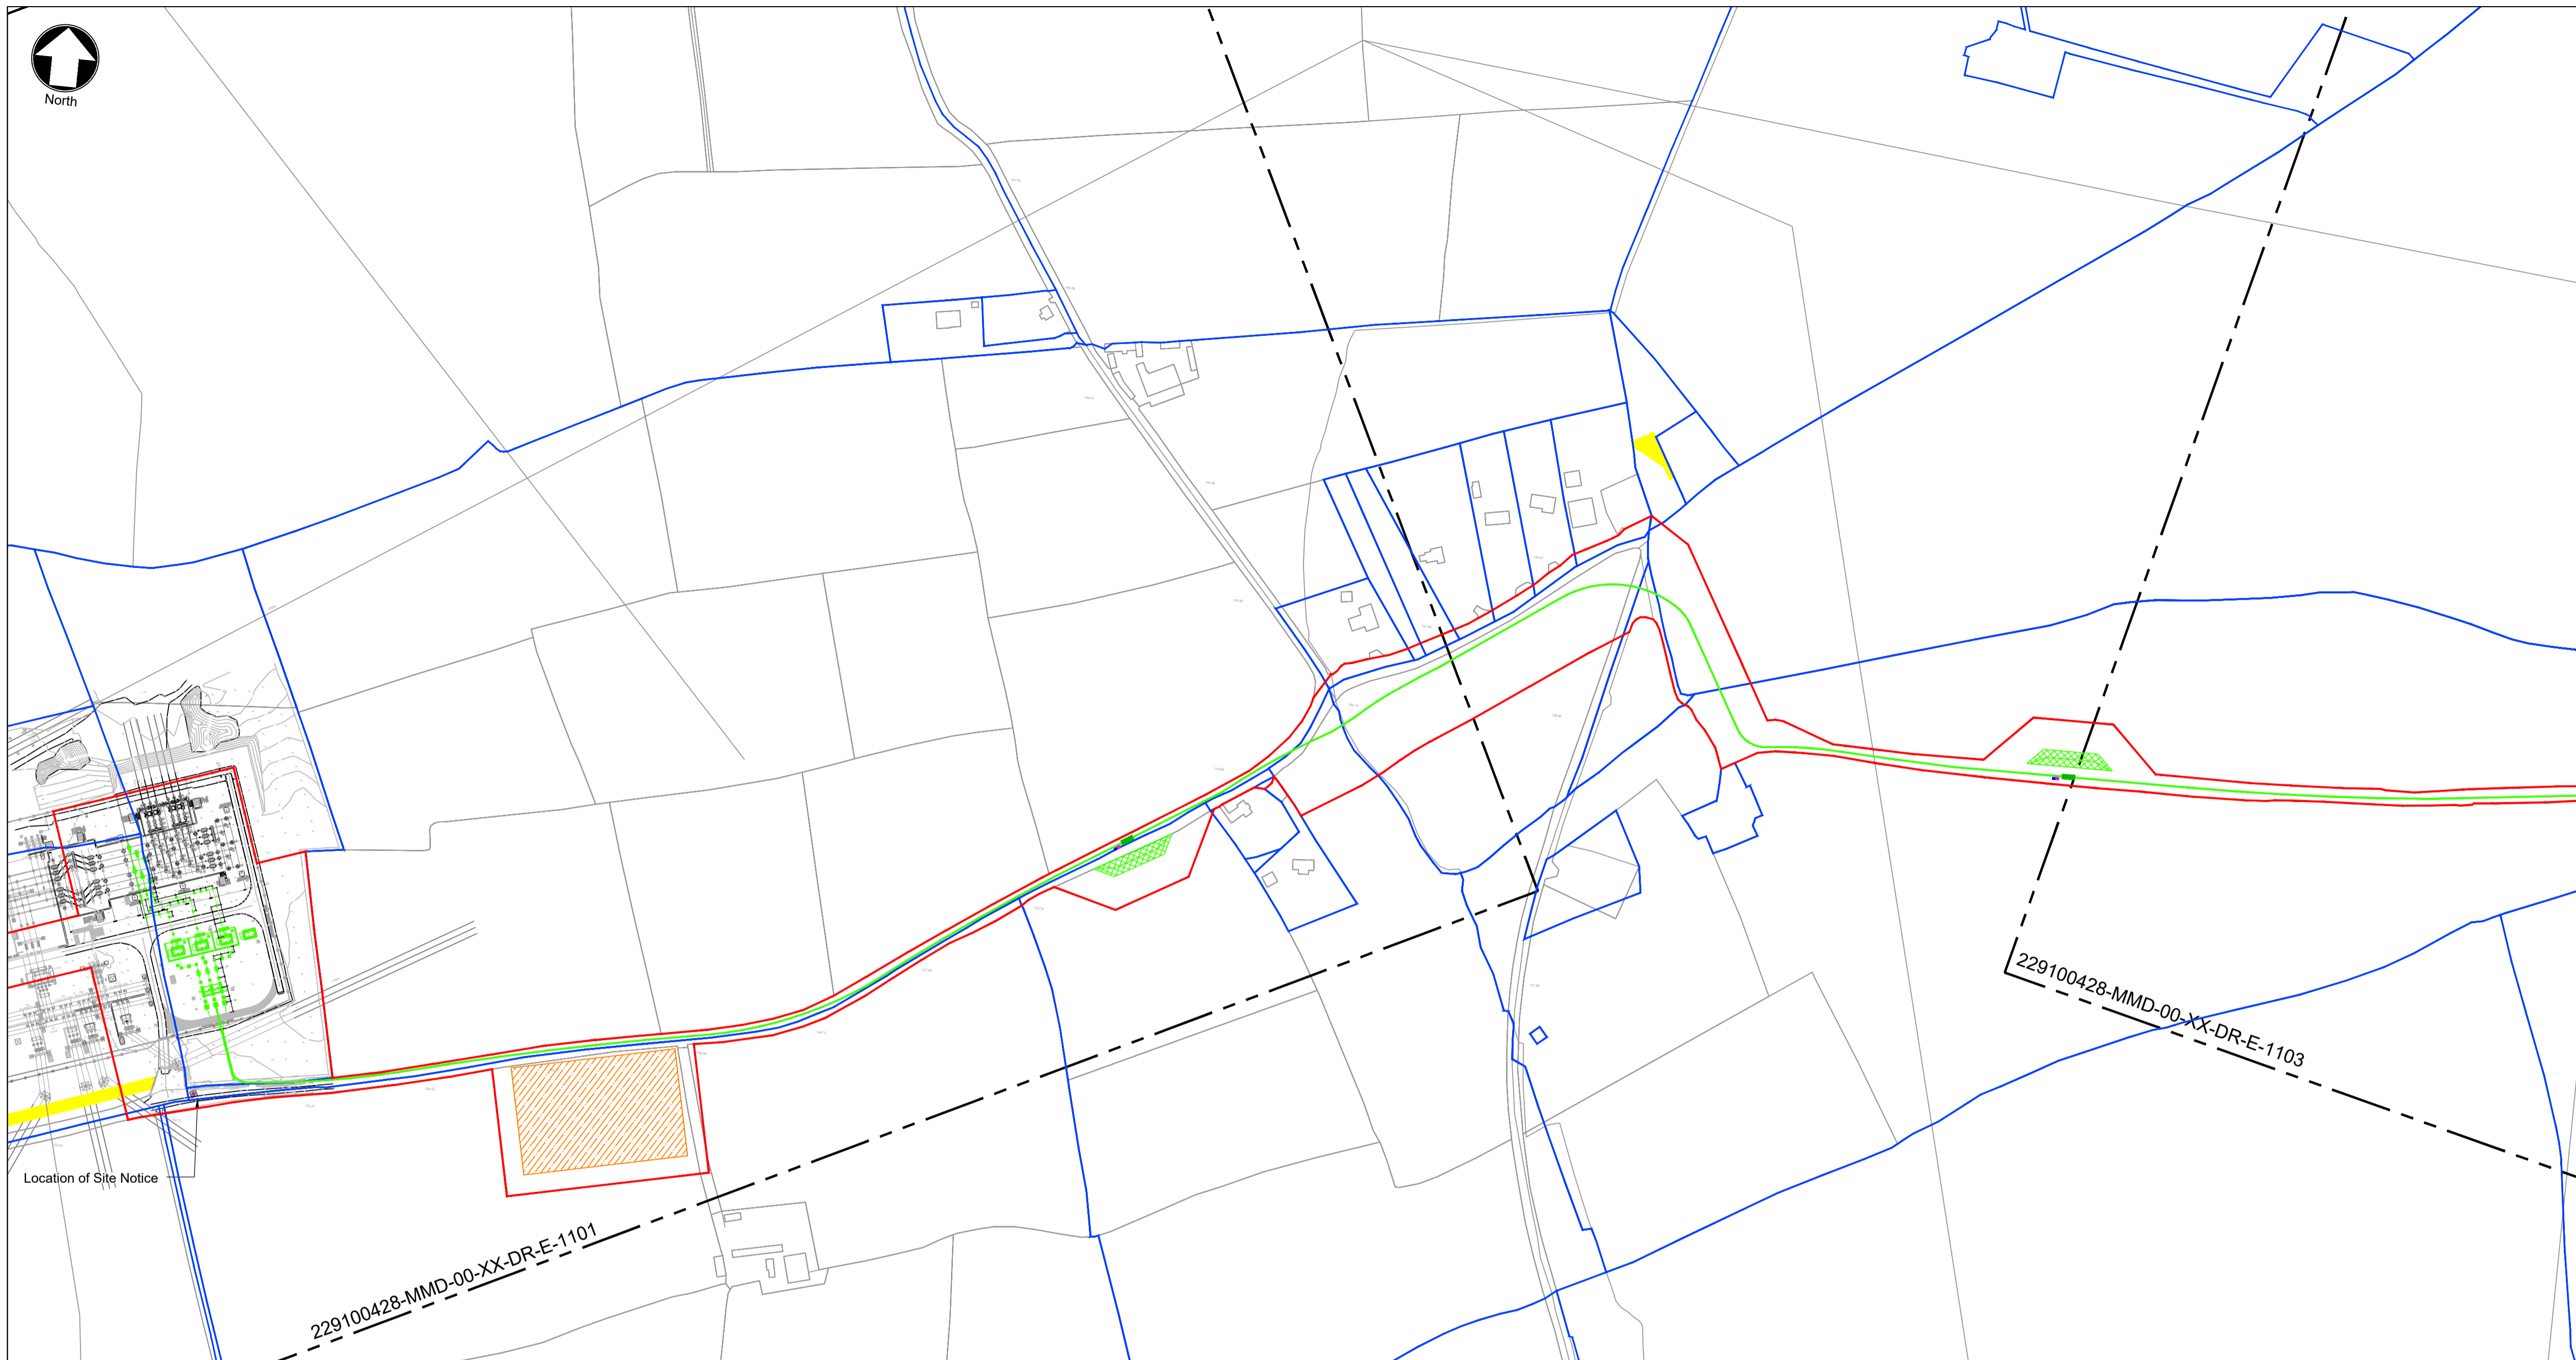 North
229100428-MMD-00-XX-DR-E-1103
Location of Site Notice
229100428-MMD-00-XX-DR-E-1101